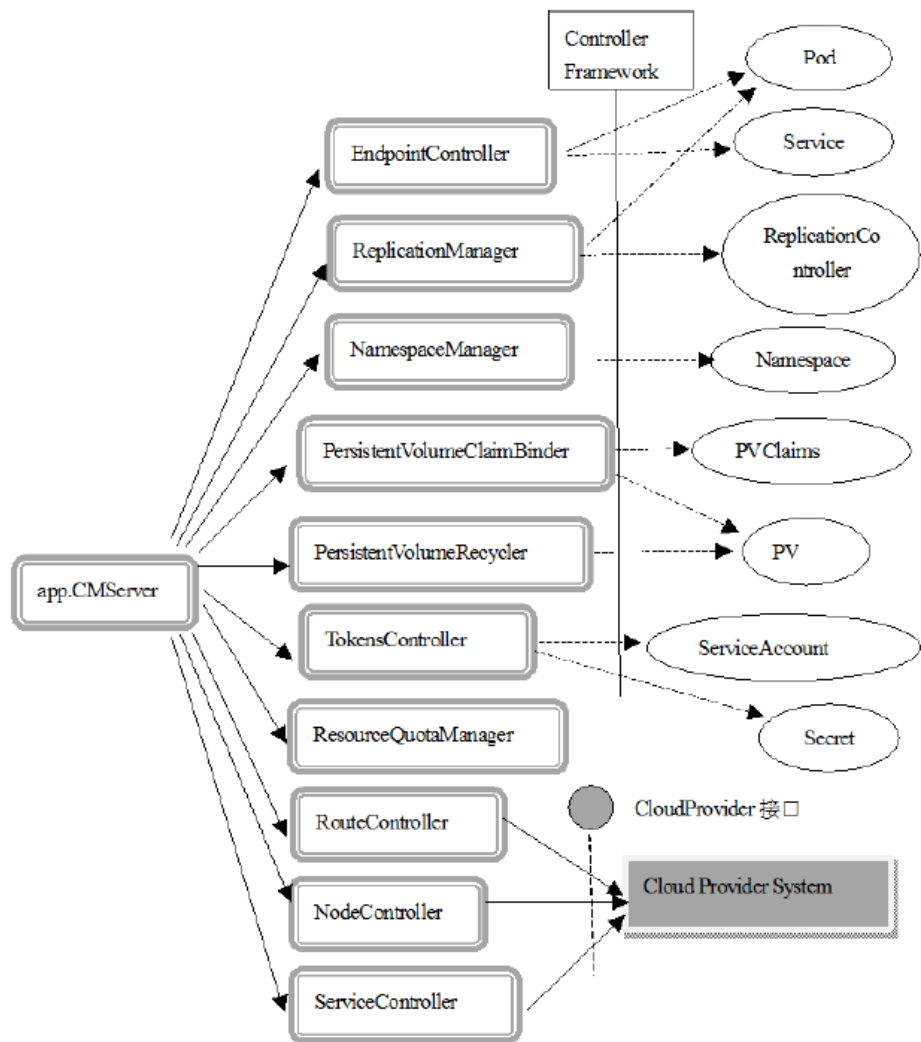 Controller
Framework
Pod
EndpointController
Service
ReplicationManager
ReplicationCo
ntroller
NamespaceManager
Namespace
PersistentVolumeClaimBinder
PVClaims
PersistentVolumeRecycler
PV
app.CMServer
TokensController
ServiceAccount
ResourceQuotaManager
Secret
RouteController
CloudProvider 接口
Cloud Provider System
NodeController
ServiceController